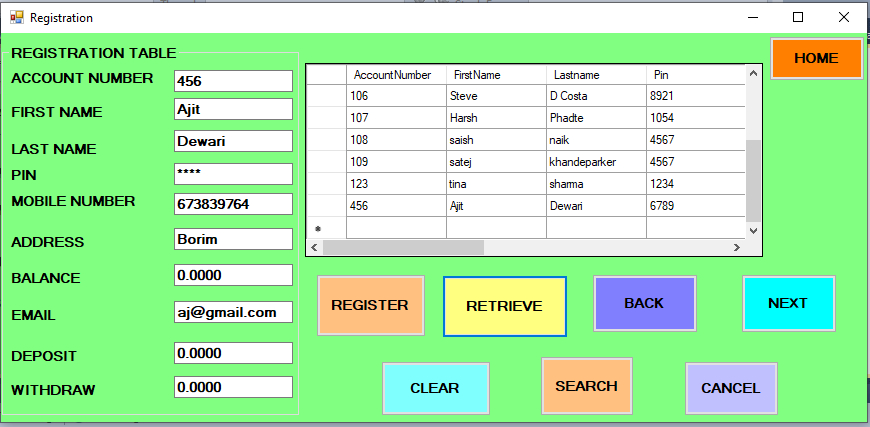 Registration
REGISTRATION TABLE
HOME
ACCOUNT NUMBER 456
FIRST NAME Ajit
LAST NAME Dewari
PIN ****
MOBILE NUMBER 673839764
ADDRESS Borim
BALANCE 0.0000
EMAIL aj@gmail.com
DEPOSIT 0.0000
WITHDRAW 0.0000
AccountNumber FirstName Lastname Pin
106 Steve D Costa 8921
107 Harsh Phadte 1054
108 saish naik 4567
109 satej khandeparker 4567
123 tina sharma 1234
456 Ajit Dewari 6789
*
REGISTER RETRIEVE BACK NEXT
CLEAR SEARCH CANCEL